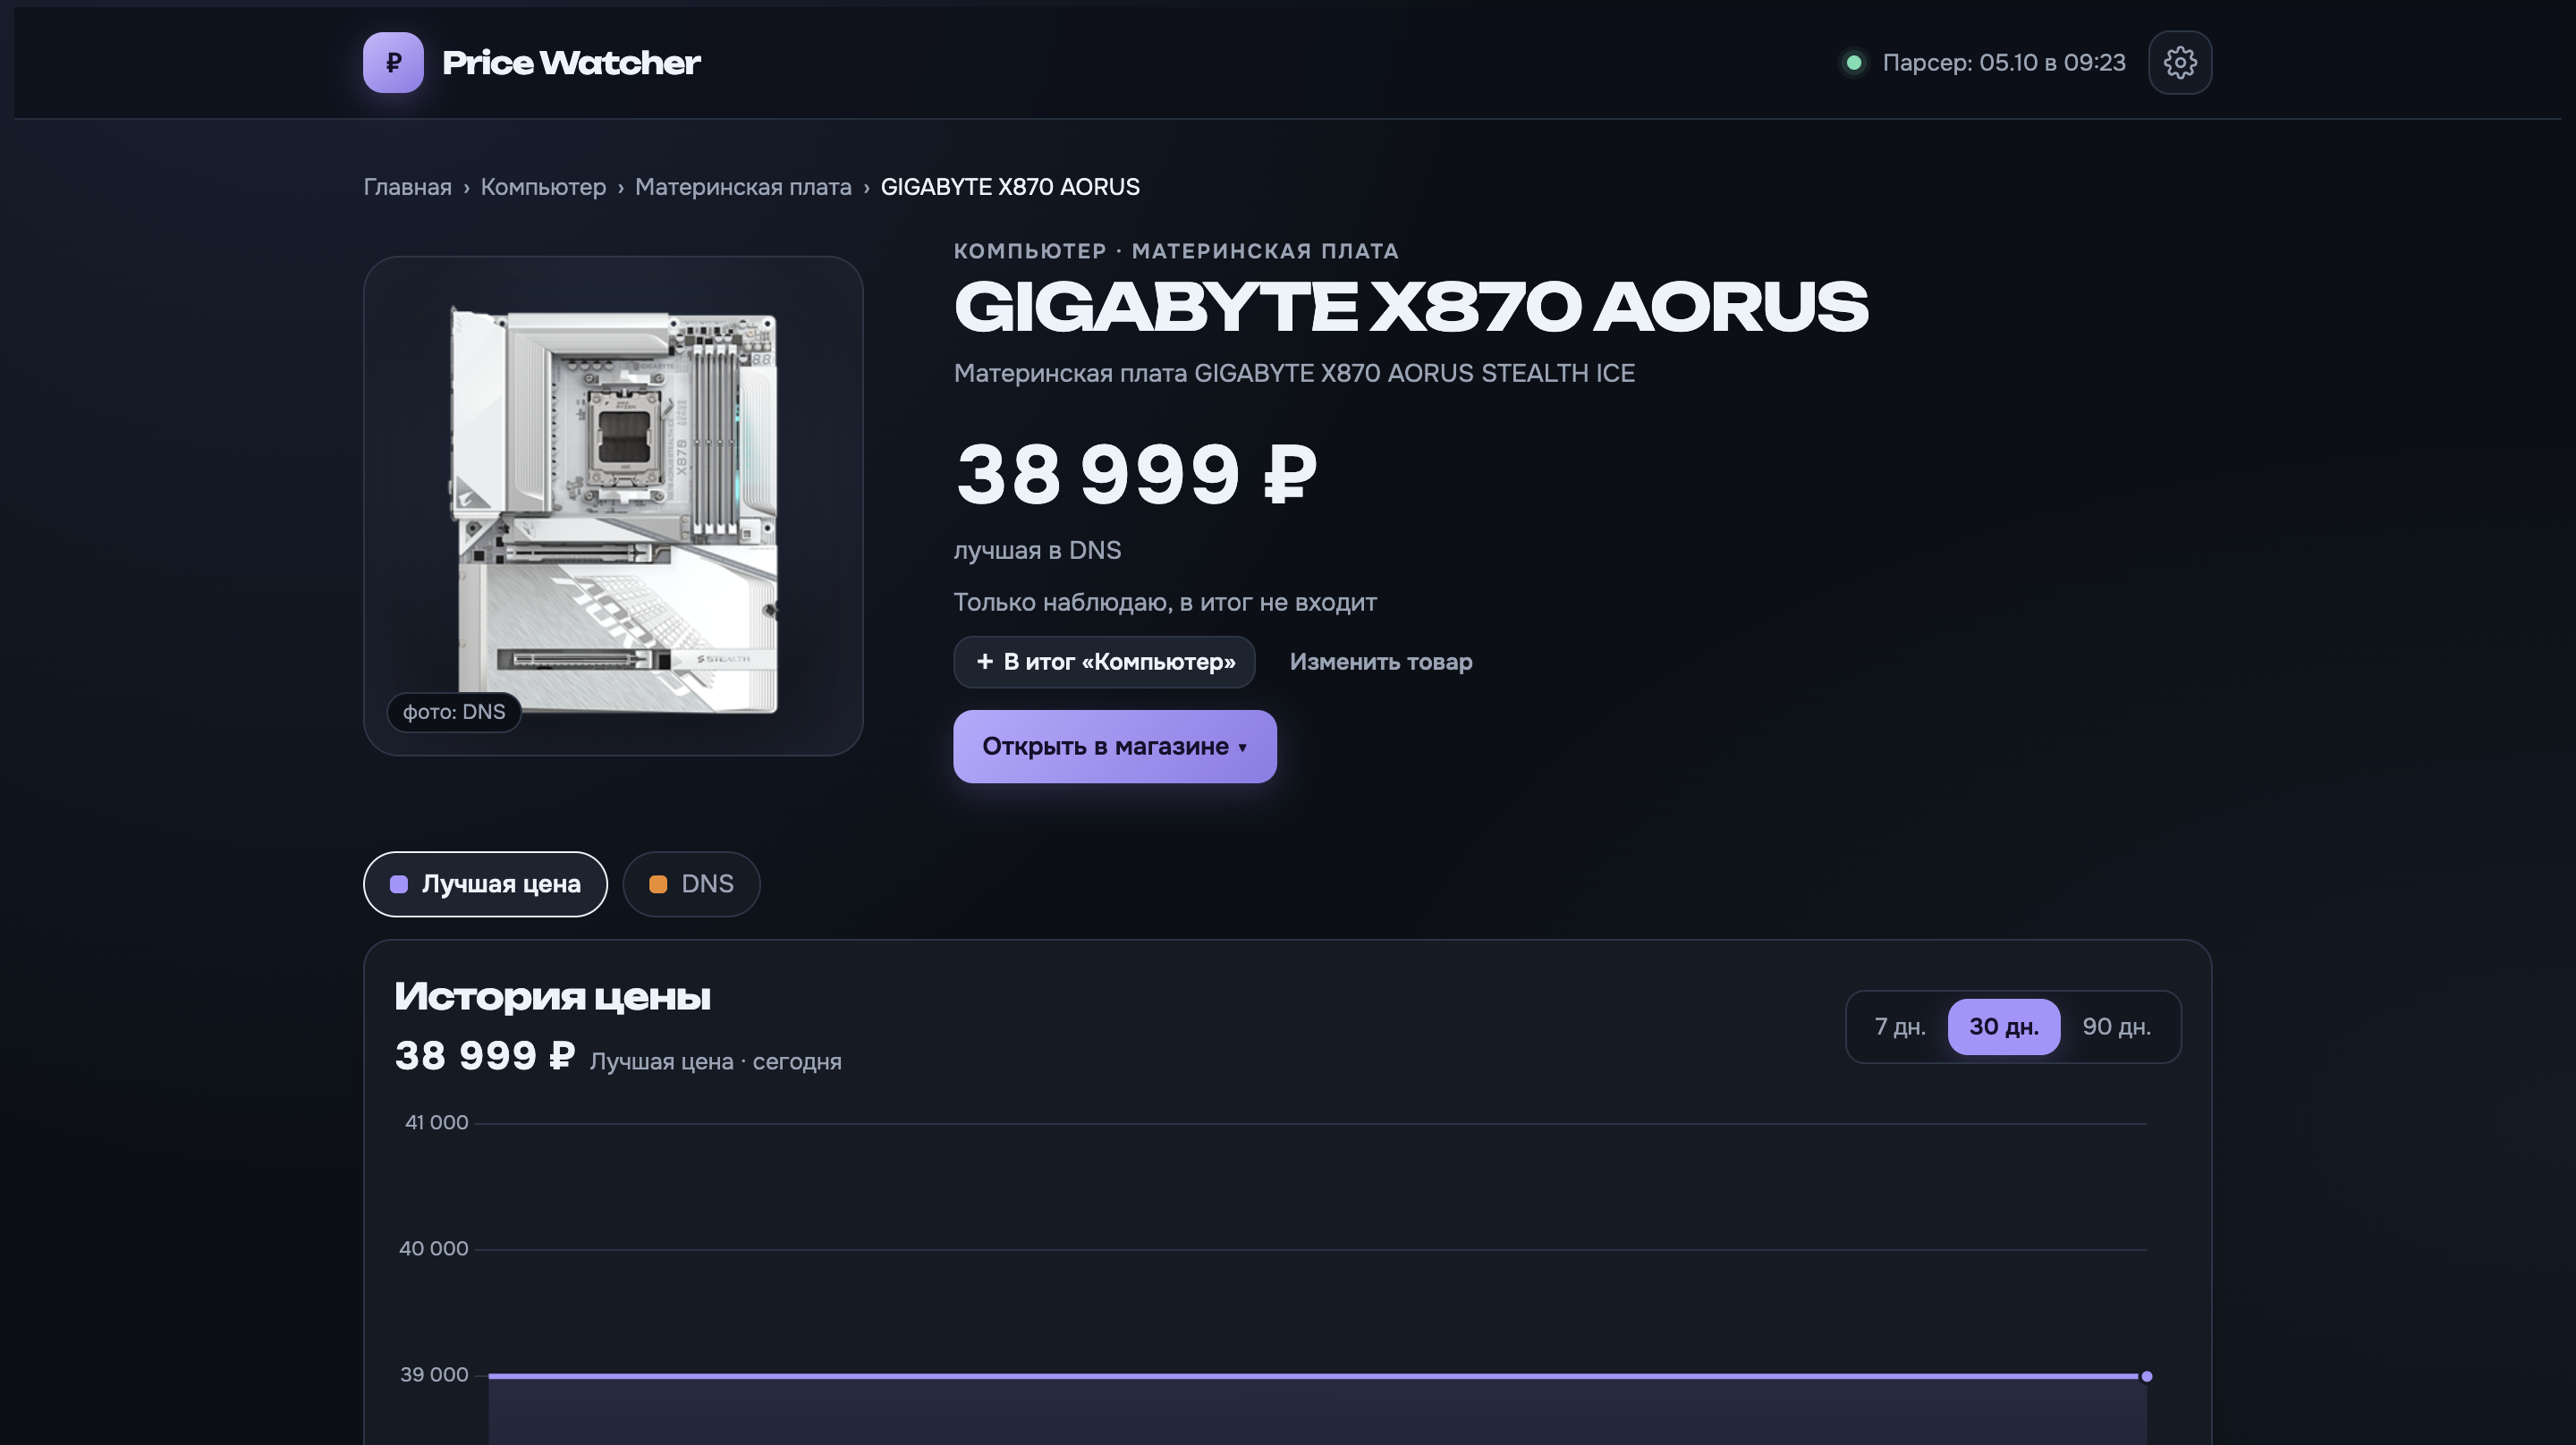 ₽ Price Watcher
Парсер: 05.10 в 09:23
Главная › Компьютер › Материнская плата › GIGABYTE X870 AORUS
КОМПЬЮТЕР · МАТЕРИНСКАЯ ПЛАТА
GIGABYTE X870 AORUS
Материнская плата GIGABYTE X870 AORUS STEALTH ICE
38 999 ₽
лучшая в DNS
Только наблюдаю, в итог не входит
+ В итог «Компьютер» Изменить товар
Открыть в магазине ▾
GIGABYTE
X870
STEALTH
фото: DNS
Лучшая цена
DNS
История цены
38 999 ₽ Лучшая цена · сегодня
7 дн. 30 дн. 90 дн.
41 000
40 000
39 000